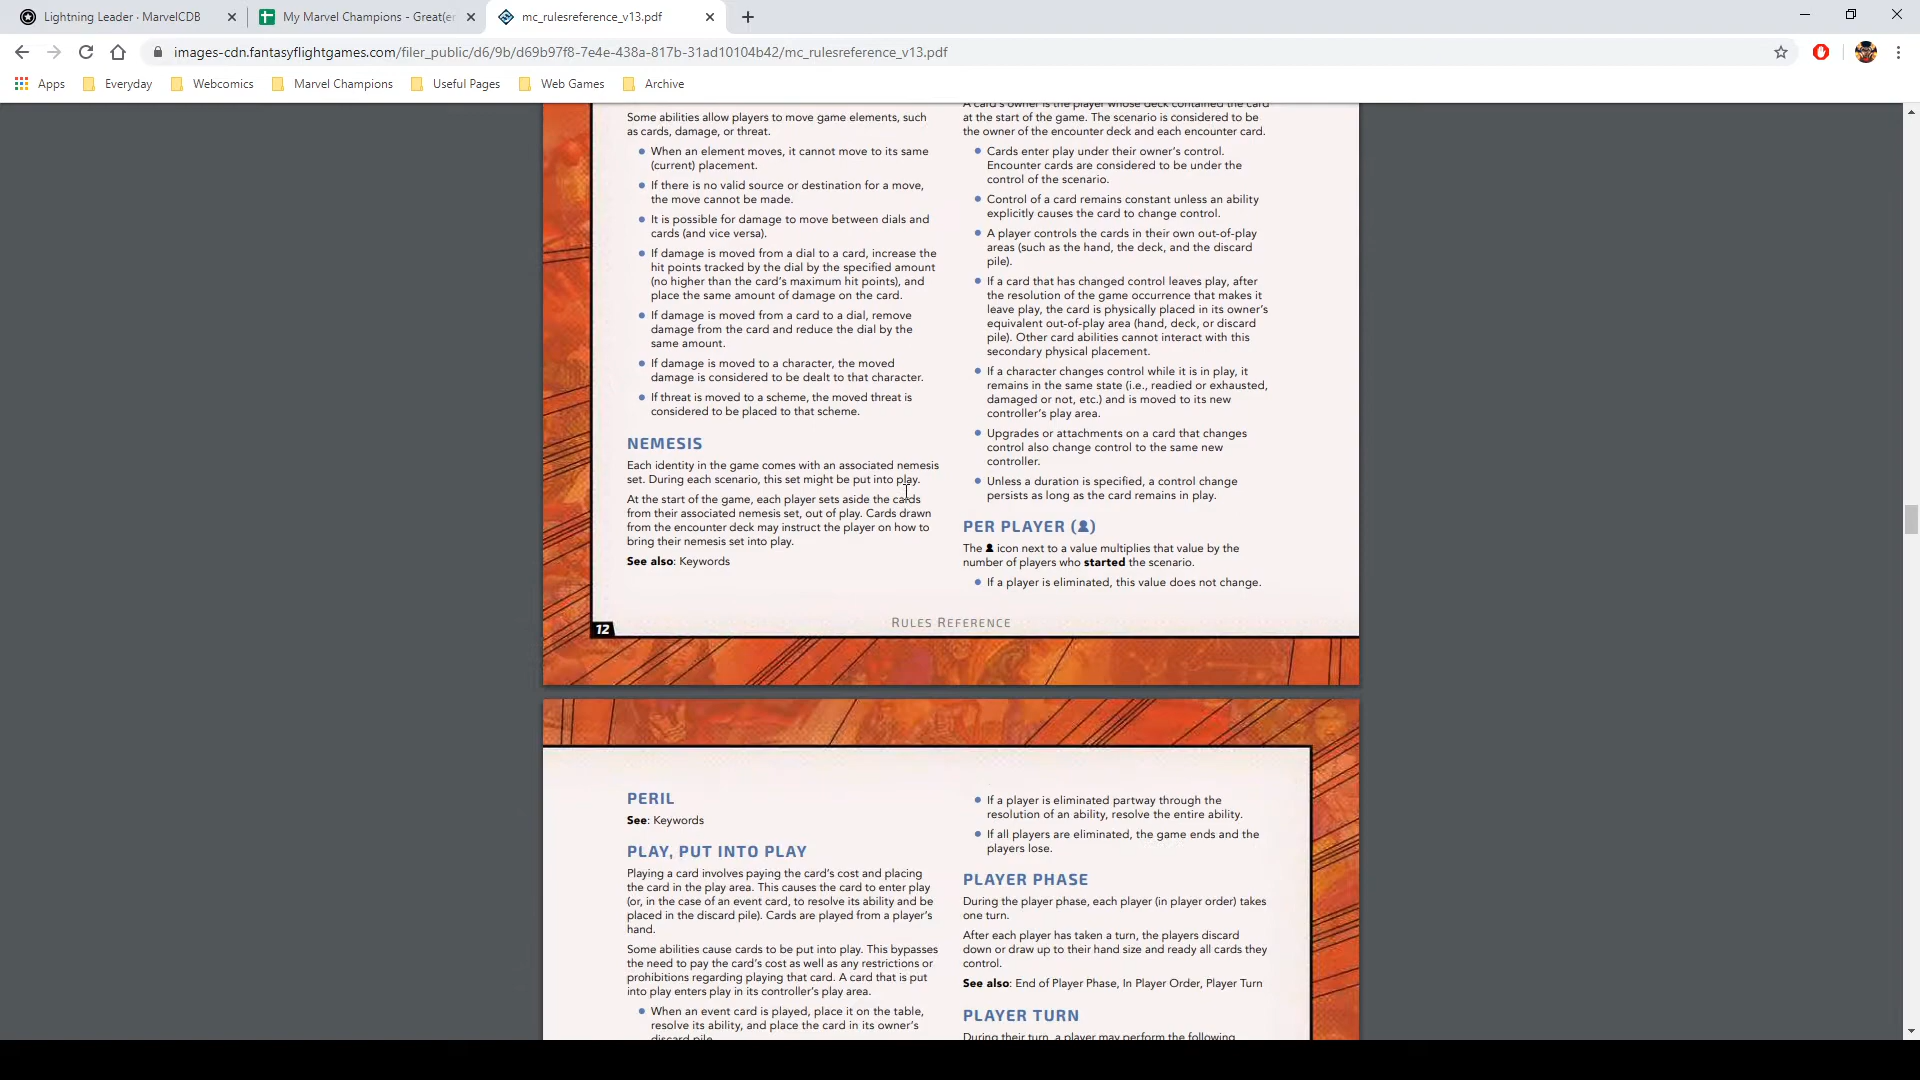 Lightning Leader · MarvelCDB
My Marvel Champions - Great(er
mc_rulesreference_v13.pdf
images-cdn.fantasyflightgames.com/filer_public/d6/9b/d69b97f8-7e4e-438a-817b-31ad10104b42/mc_rulesreference_v13.pdf
Apps
Everyday
Webcomics
Marvel Champions
Useful Pages
Web Games
Archive
Some abilities allow players to move game elements, such
as cards, damage, or threat.
When an element moves, it cannot move to its same
(current) placement.
If there is no valid source or destination for a move,
the move cannot be made.
It is possible for damage to move between dials and
cards (and vice versa).
If damage is moved from a dial to a card, increase the
hit points tracked by the dial by the specified amount
(no higher than the card's maximum hit points), and
place the same amount of damage on the card.
If damage is moved from a card to a dial, remove
damage from the card and reduce the dial by the
same amount.
If damage is moved to a character, the moved
damage is considered to be dealt to that character.
If threat is moved to a scheme, the moved threat is
considered to be placed to that scheme.
NEMESIS
Each identity in the game comes with an associated nemesis
set. During each scenario, this set might be put into play.
At the start of the game, each player sets aside the cards
from their associated nemesis set, out of play. Cards drawn
from the encounter deck may instruct the player on how to
bring their nemesis set into play.
See also: Keywords
A card's owner is the player whose deck contained the card
at the start of the game. The scenario is considered to be
the owner of the encounter deck and each encounter card.
Cards enter play under their owner's control.
Encounter cards are considered to be under the
control of the scenario.
Control of a card remains constant unless an ability
explicitly causes the card to change control.
A player controls the cards in their own out-of-play
areas (such as the hand, the deck, and the discard
pile).
If a card that has changed control leaves play, after
the resolution of the game occurrence that makes it
leave play, the card is physically placed in its owner's
equivalent out-of-play area (hand, deck, or discard
pile). Other card abilities cannot interact with this
secondary physical placement.
If a character changes control while it is in play, it
remains in the same state (i.e., readied or exhausted,
damaged or not, etc.) and is moved to its new
controller's play area.
Upgrades or attachments on a card that changes
control also change control to the same new
controller.
Unless a duration is specified, a control change
persists as long as the card remains in play.
PER PLAYER ( )
The icon next to a value multiplies that value by the
number of players who started the scenario.
If a player is eliminated, this value does not change.
12
RULES REFERENCE
PERIL
See: Keywords
PLAY, PUT INTO PLAY
Playing a card involves paying the card's cost and placing
the card in the play area. This causes the card to enter play
(or, in the case of an event card, to resolve its ability and be
placed in the discard pile). Cards are played from a player's
hand.
Some abilities cause cards to be put into play. This bypasses
the need to pay the card's cost as well as any restrictions or
prohibitions regarding playing that card. A card that is put
into play enters play in its controller's play area.
When an event card is played, place it on the table,
resolve its ability, and place the card in its owner's
discard pile.
If a player is eliminated partway through the
resolution of an ability, resolve the entire ability.
If all players are eliminated, the game ends and the
players lose.
PLAYER PHASE
During the player phase, each player (in player order) takes
one turn.
After each player has taken a turn, the players discard
down or draw up to their hand size and ready all cards they
control.
See also: End of Player Phase, In Player Order, Player Turn
PLAYER TURN
During their turn, a player may perform the following